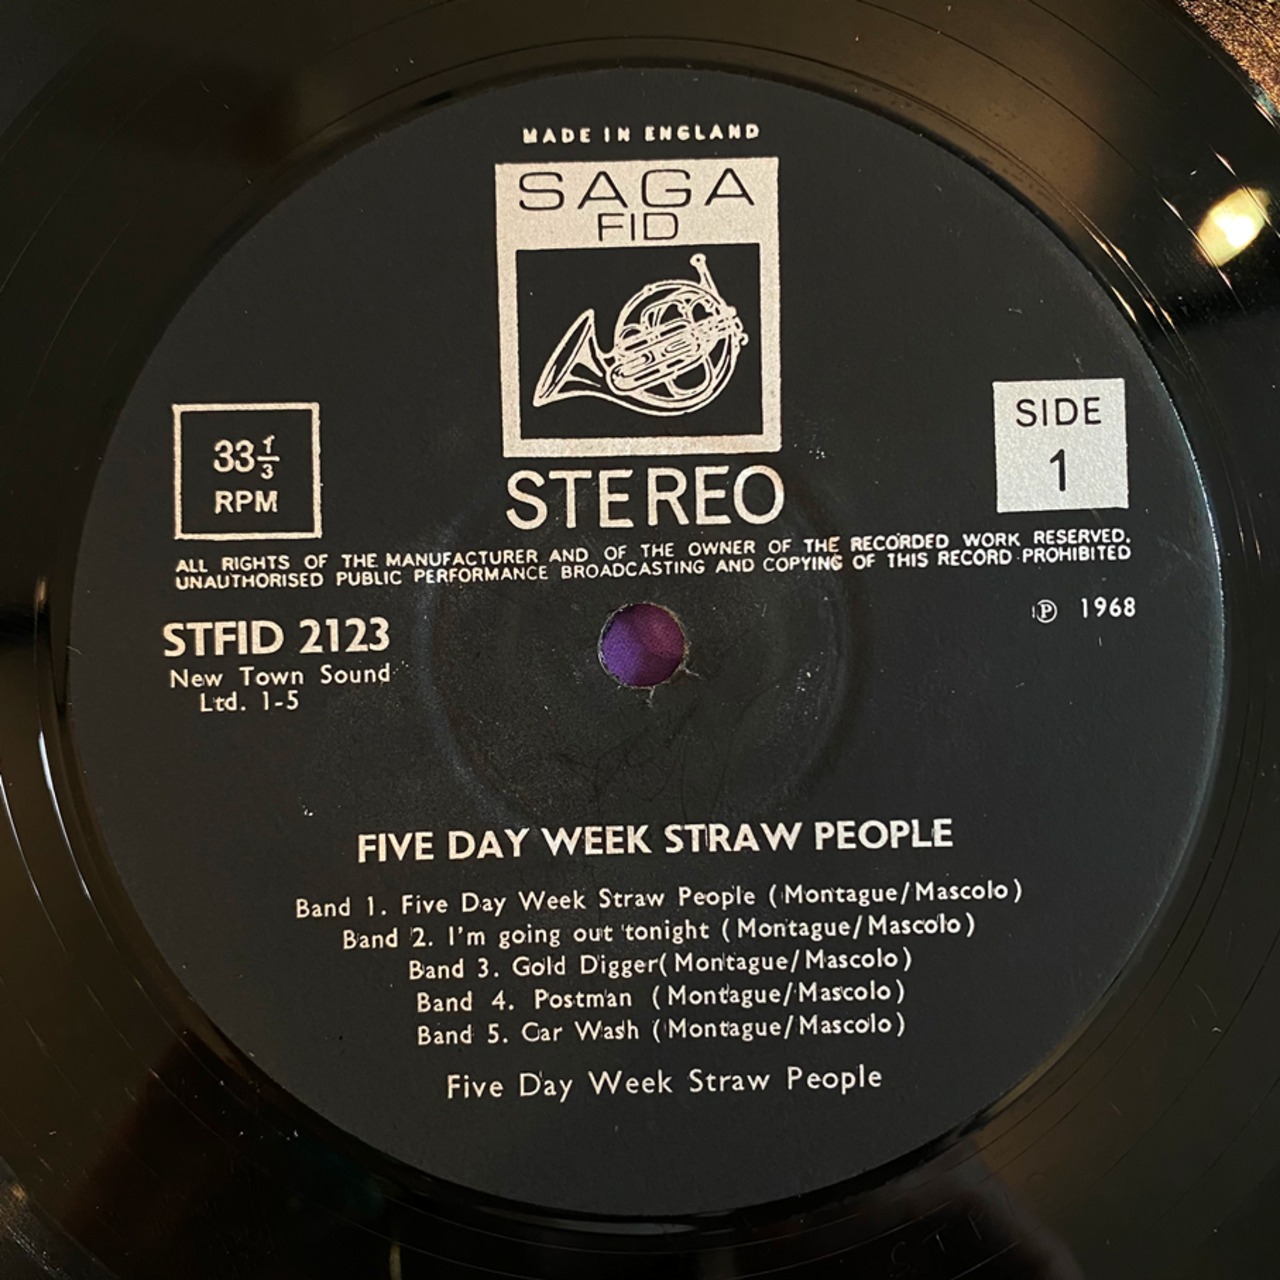 MADE IN ENGLAND
SAGA
FID
33⅓
RPM
SIDE
1
STEREO
ALL RIGHTS OF THE MANUFACTURER AND OF THE OWNER OF THE RECORDED WORK RESERVED.
UNAUTHORISED PUBLIC PERFORMANCE BROADCASTING AND COPYING OF THIS RECORD PROHIBITED
STFID 2123
℗ 1968
New Town Sound
Ltd. 1-5
FIVE DAY WEEK STRAW PEOPLE
Band 1. Five Day Week Straw People (Montague/Mascolo)
Band 2. I'm going out tonight (Montague/Mascolo)
Band 3. Gold Digger(Montague/Mascolo)
Band 4. Postman (Montague/Mascolo)
Band 5. Car Wash (Montague/Mascolo)
Five Day Week Straw People